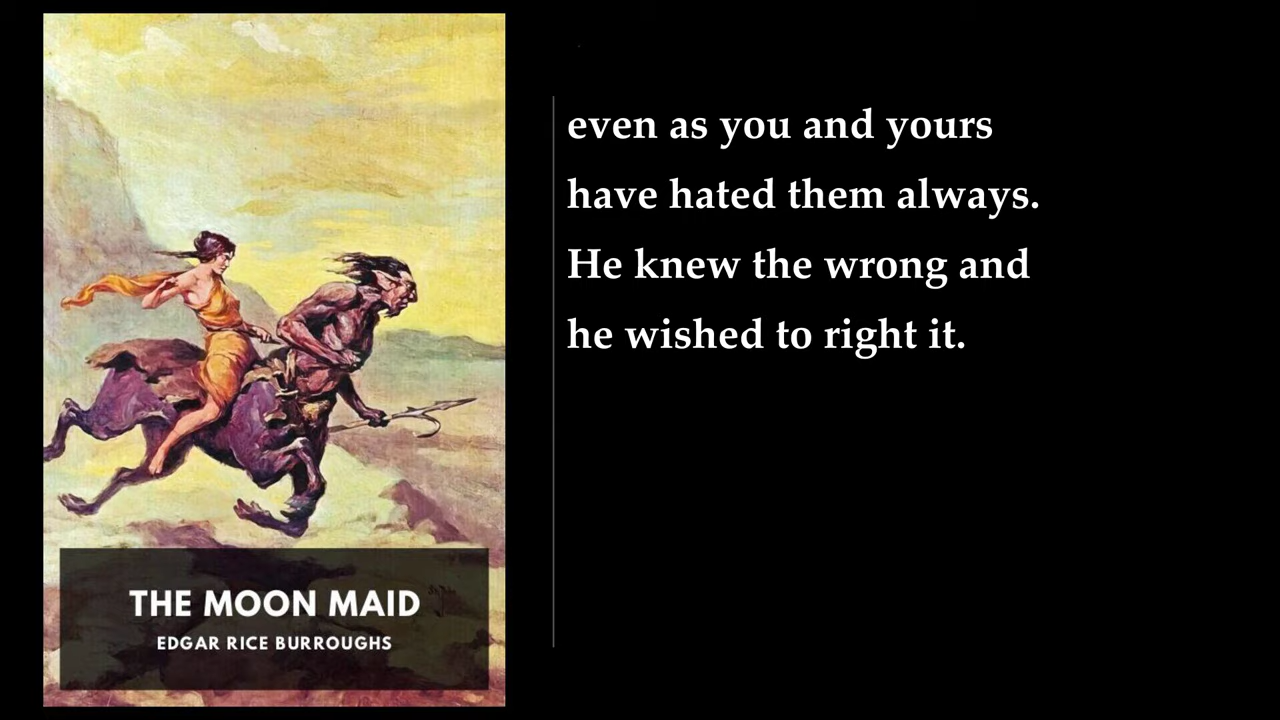 even as you and yours
have hated them always.
He knew the wrong and
he wished to right it.
THE MOON MAID
EDGAR RICE BURROUGHS